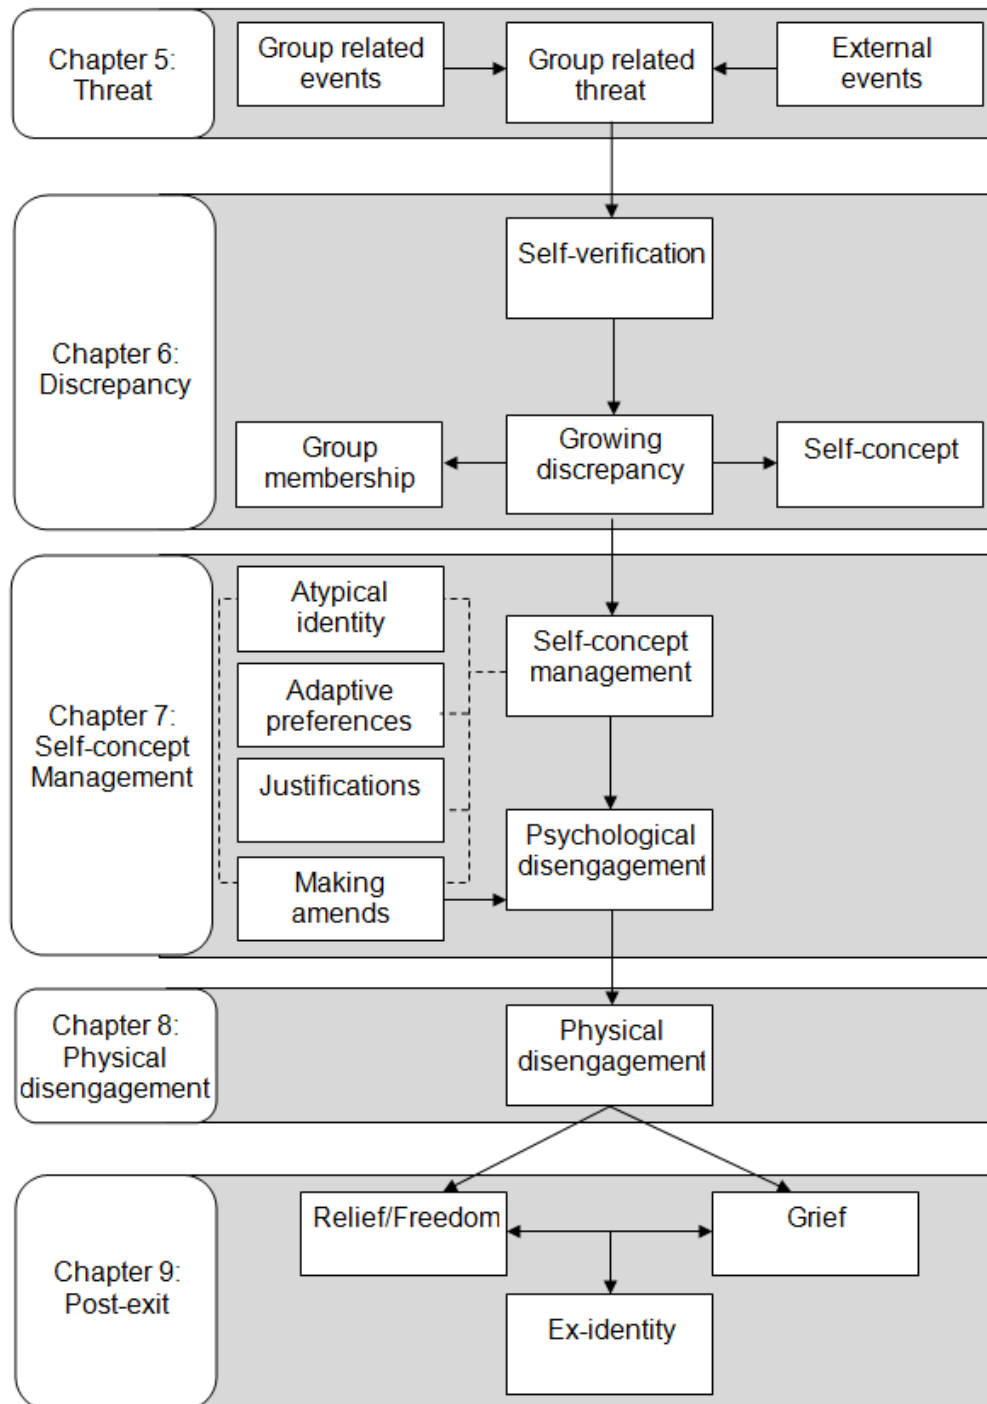 Chapter 5:
Threat
Group related
events
Group related
threat
External
events
Chapter 6:
Discrepancy
Self-verification
Group
membership
Growing
discrepancy
Self-concept
Chapter 7:
Self-concept
Management
Atypical
identity
Adaptive
preferences
Justifications
Making
amends
Self-concept
management
Psychological
disengagement
Chapter 8:
Physical
disengagement
Physical
disengagement
Chapter 9:
Post-exit
Relief/Freedom
Grief
Ex-identity